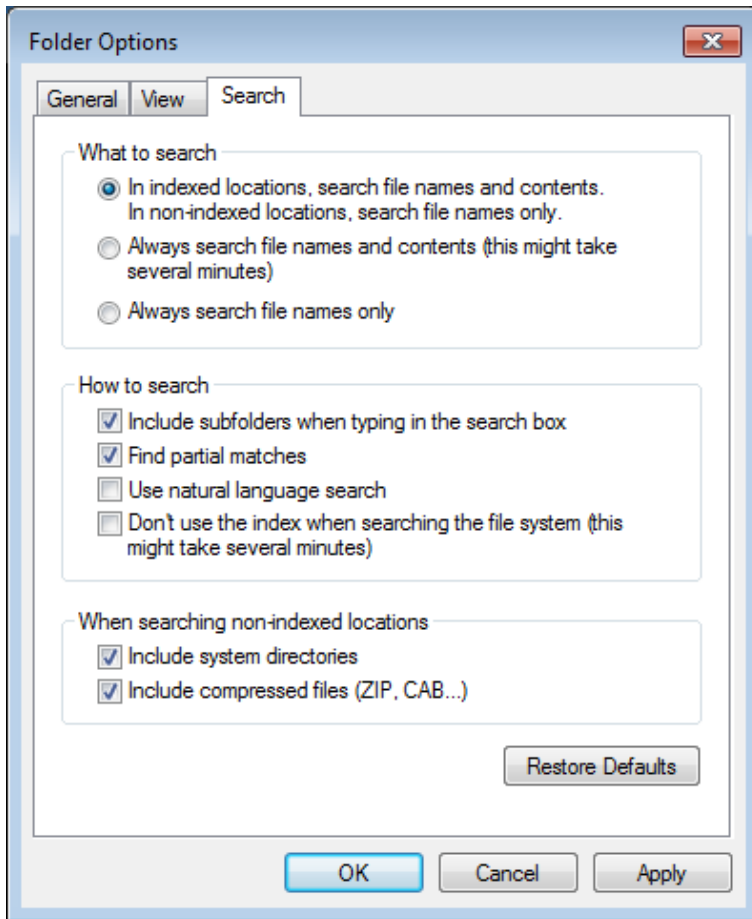 Folder Options
General
View
Search
What to search
In indexed locations, search file names and contents.
In non-indexed locations, search file names only.
Always search file names and contents (this might take
several minutes)
Always search file names only
How to search
Include subfolders when typing in the search box
Find partial matches
Use natural language search
Don't use the index when searching the file system (this
might take several minutes)
When searching non-indexed locations
Include system directories
Include compressed files (ZIP, CAB...)
Restore Defaults
OK
Cancel
Apply